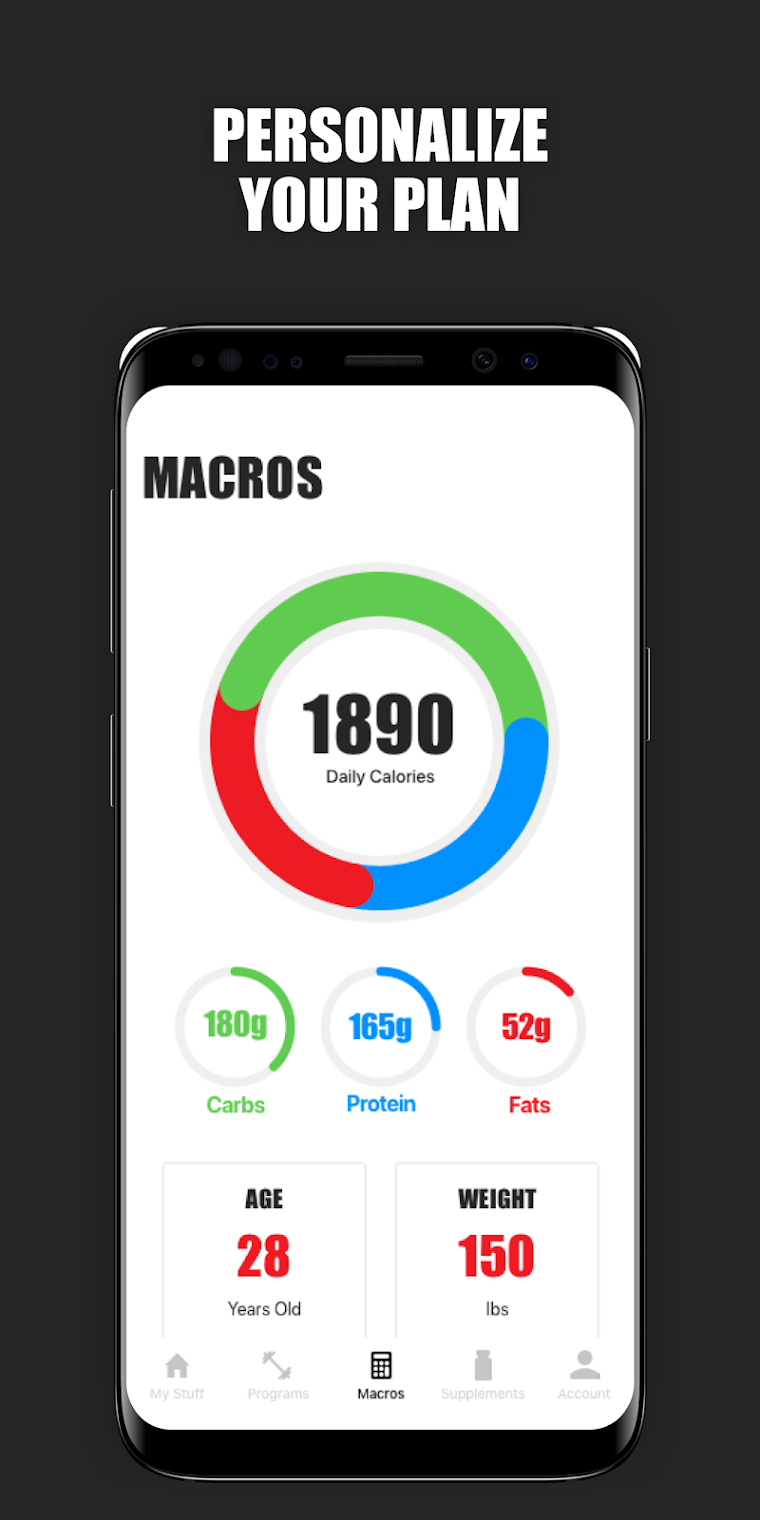 PERSONALIZE
YOUR PLAN
MACROS
1890
Daily Calories
180g
165g
52g
Carbs
Protein
Fats
AGE
WEIGHT
28
150
Years Old
lbs
My Stuff
Programs
Macros
Supplements
Account